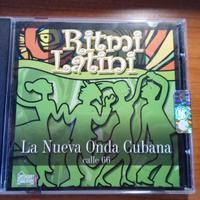 Ritmi
Latini
La Nueva Onda Cubana
calle 66